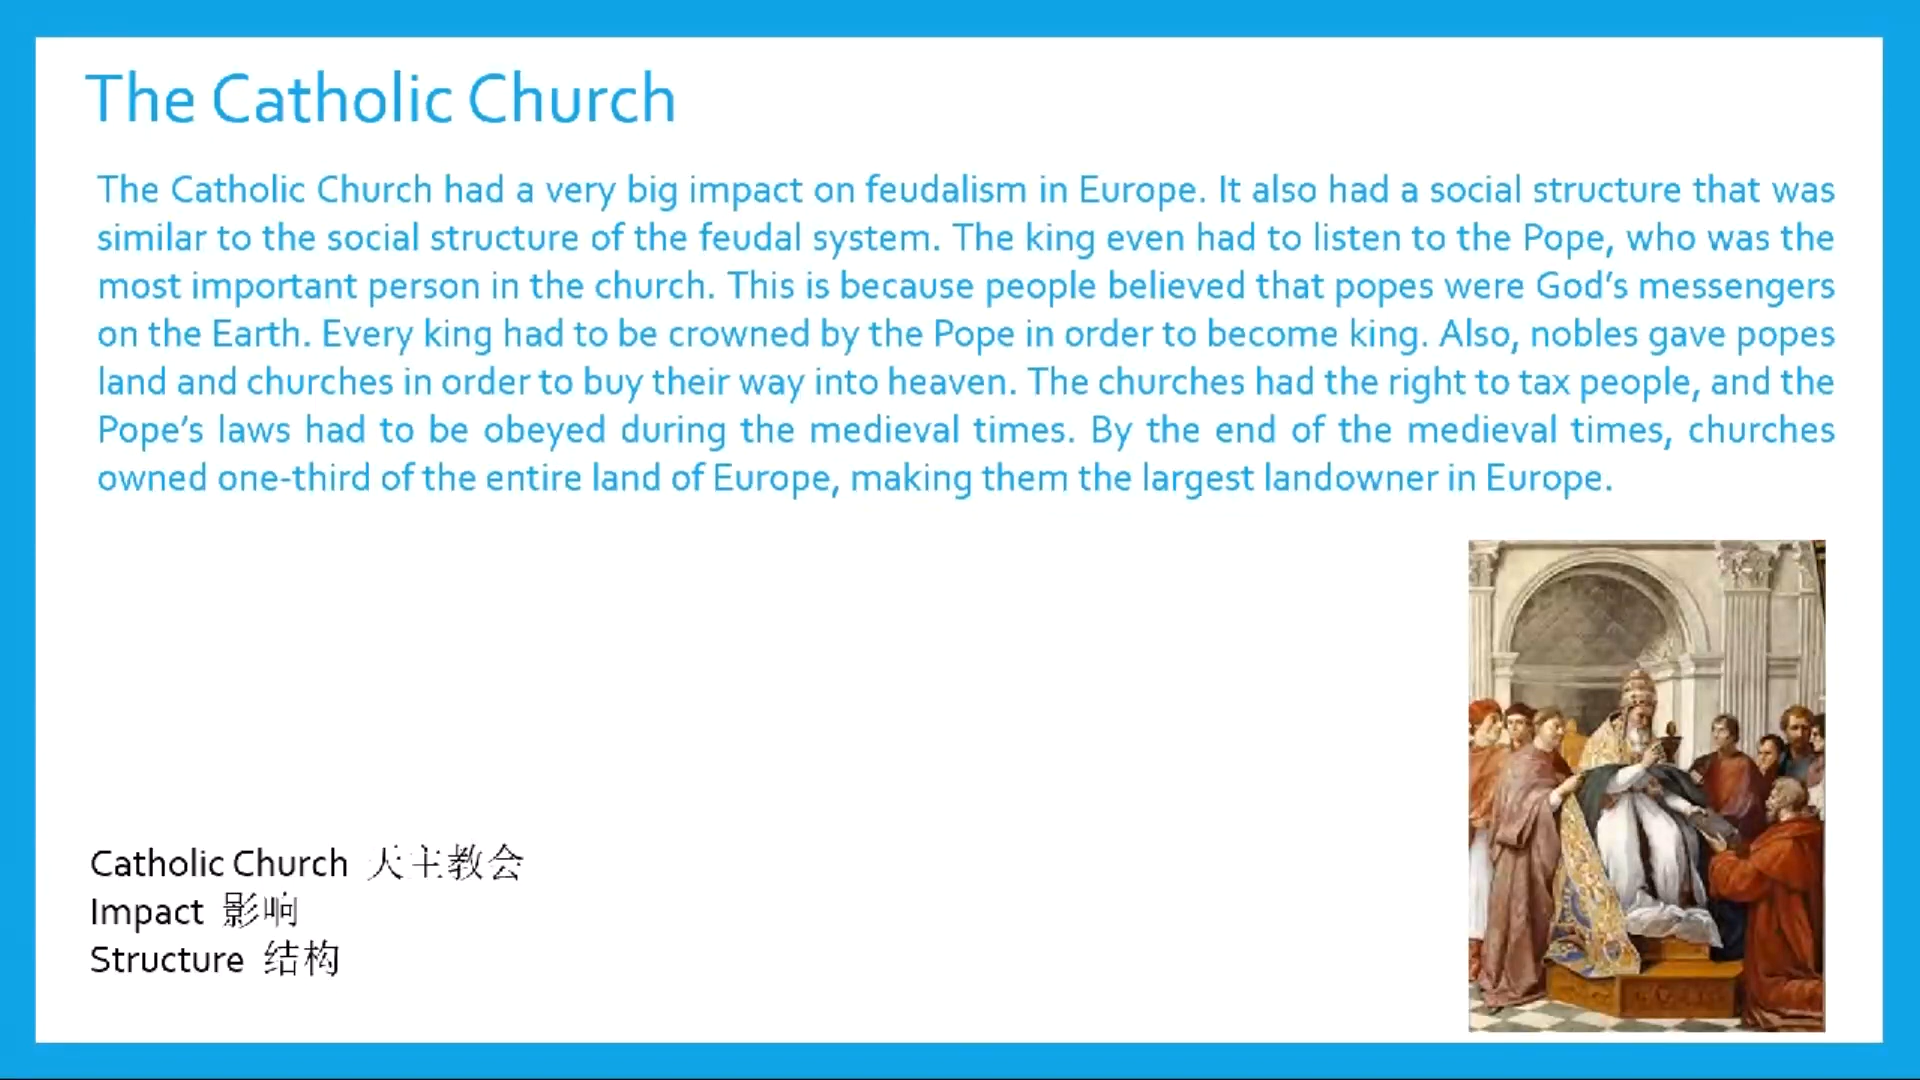 The Catholic Church
The Catholic Church had a very big impact on feudalism in Europe. It also had a social structure that was
similar to the social structure of the feudal system. The king even had to listen to the Pope, who was the
most important person in the church. This is because people believed that popes were God’s messengers
on the Earth. Every king had to be crowned by the Pope in order to become king. Also, nobles gave popes
land and churches in order to buy their way into heaven. The churches had the right to tax people, and the
Pope’s laws had to be obeyed during the medieval times. By the end of the medieval times, churches
owned one-third of the entire land of Europe, making them the largest landowner in Europe.
Catholic Church 天主教会
Impact 影响
Structure 结构